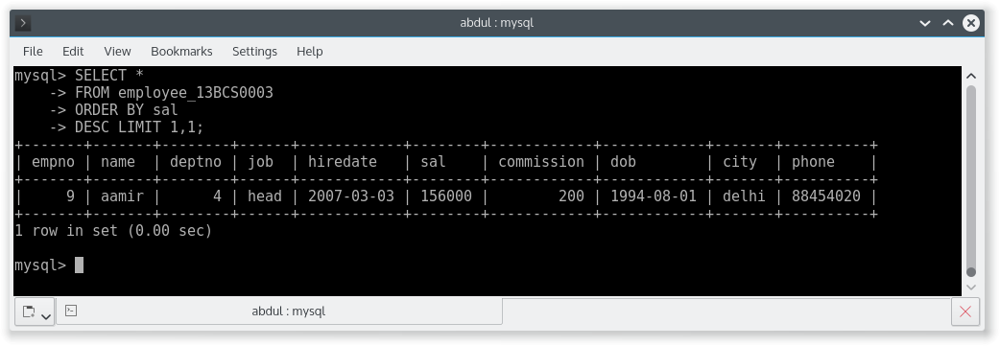 abdul : mysql
File Edit View Bookmarks Settings Help
mysql> SELECT *
    -> FROM employee_13BCS0003
    -> ORDER BY sal
    -> DESC LIMIT 1,1;
+-------+-------+--------+------+------------+--------+------------+------------+-------+----------+
| empno | name  | deptno | job  | hiredate   | sal    | commission | dob        | city  | phone    |
+-------+-------+--------+------+------------+--------+------------+------------+-------+----------+
|     9 | aamir |      4 | head | 2007-03-03 | 156000 |        200 | 1994-08-01 | delhi | 88454020 |
+-------+-------+--------+------+------------+--------+------------+------------+-------+----------+
1 row in set (0.00 sec)
mysql>
abdul : mysql